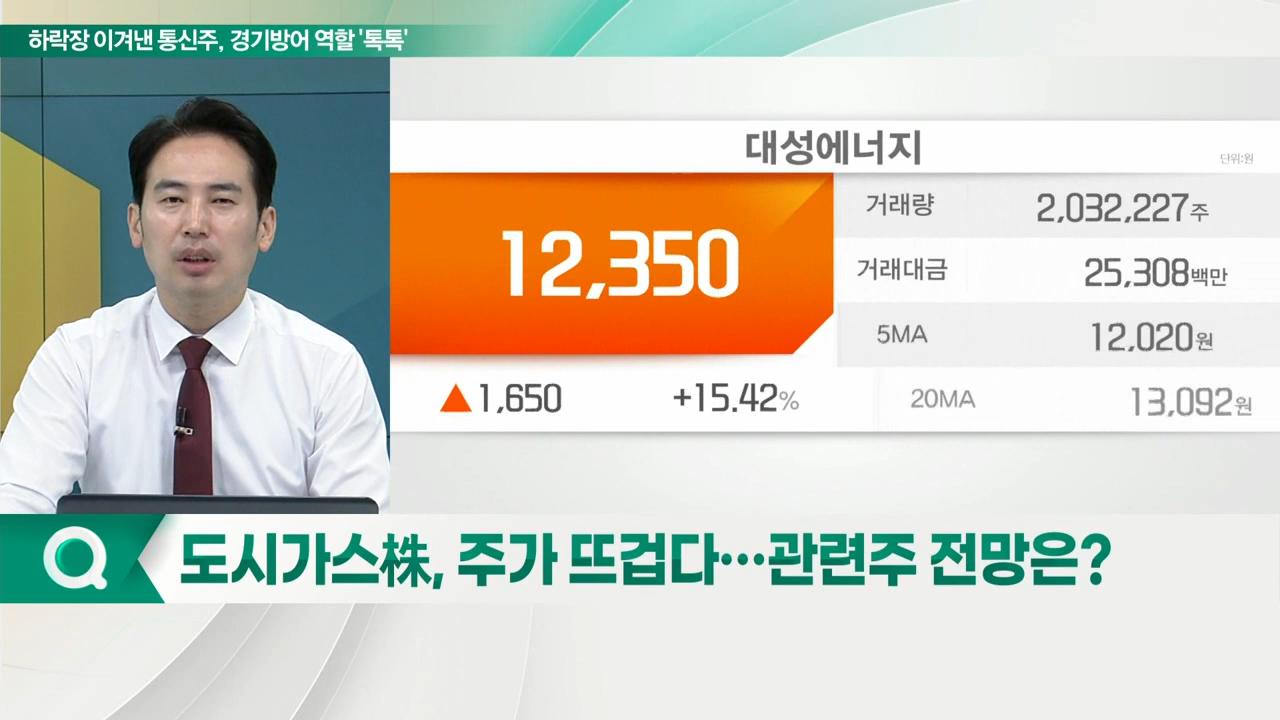 하락장 이겨낸 통신주, 경기방어 역할 '톡톡'
대성에너지
단위:원
12,350
▲1,650 +15.42%
거래량 2,032,227주
거래대금 25,308백만
5MA 12,020원
20MA 13,092원
Q 도시가스株, 주가 뜨겁다…관련주 전망은?